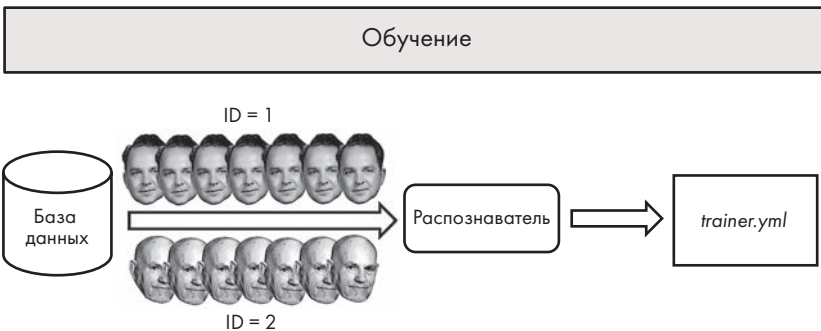 Обучение
ID = 1
База
данных
Распознаватель
trainer.yml
ID = 2